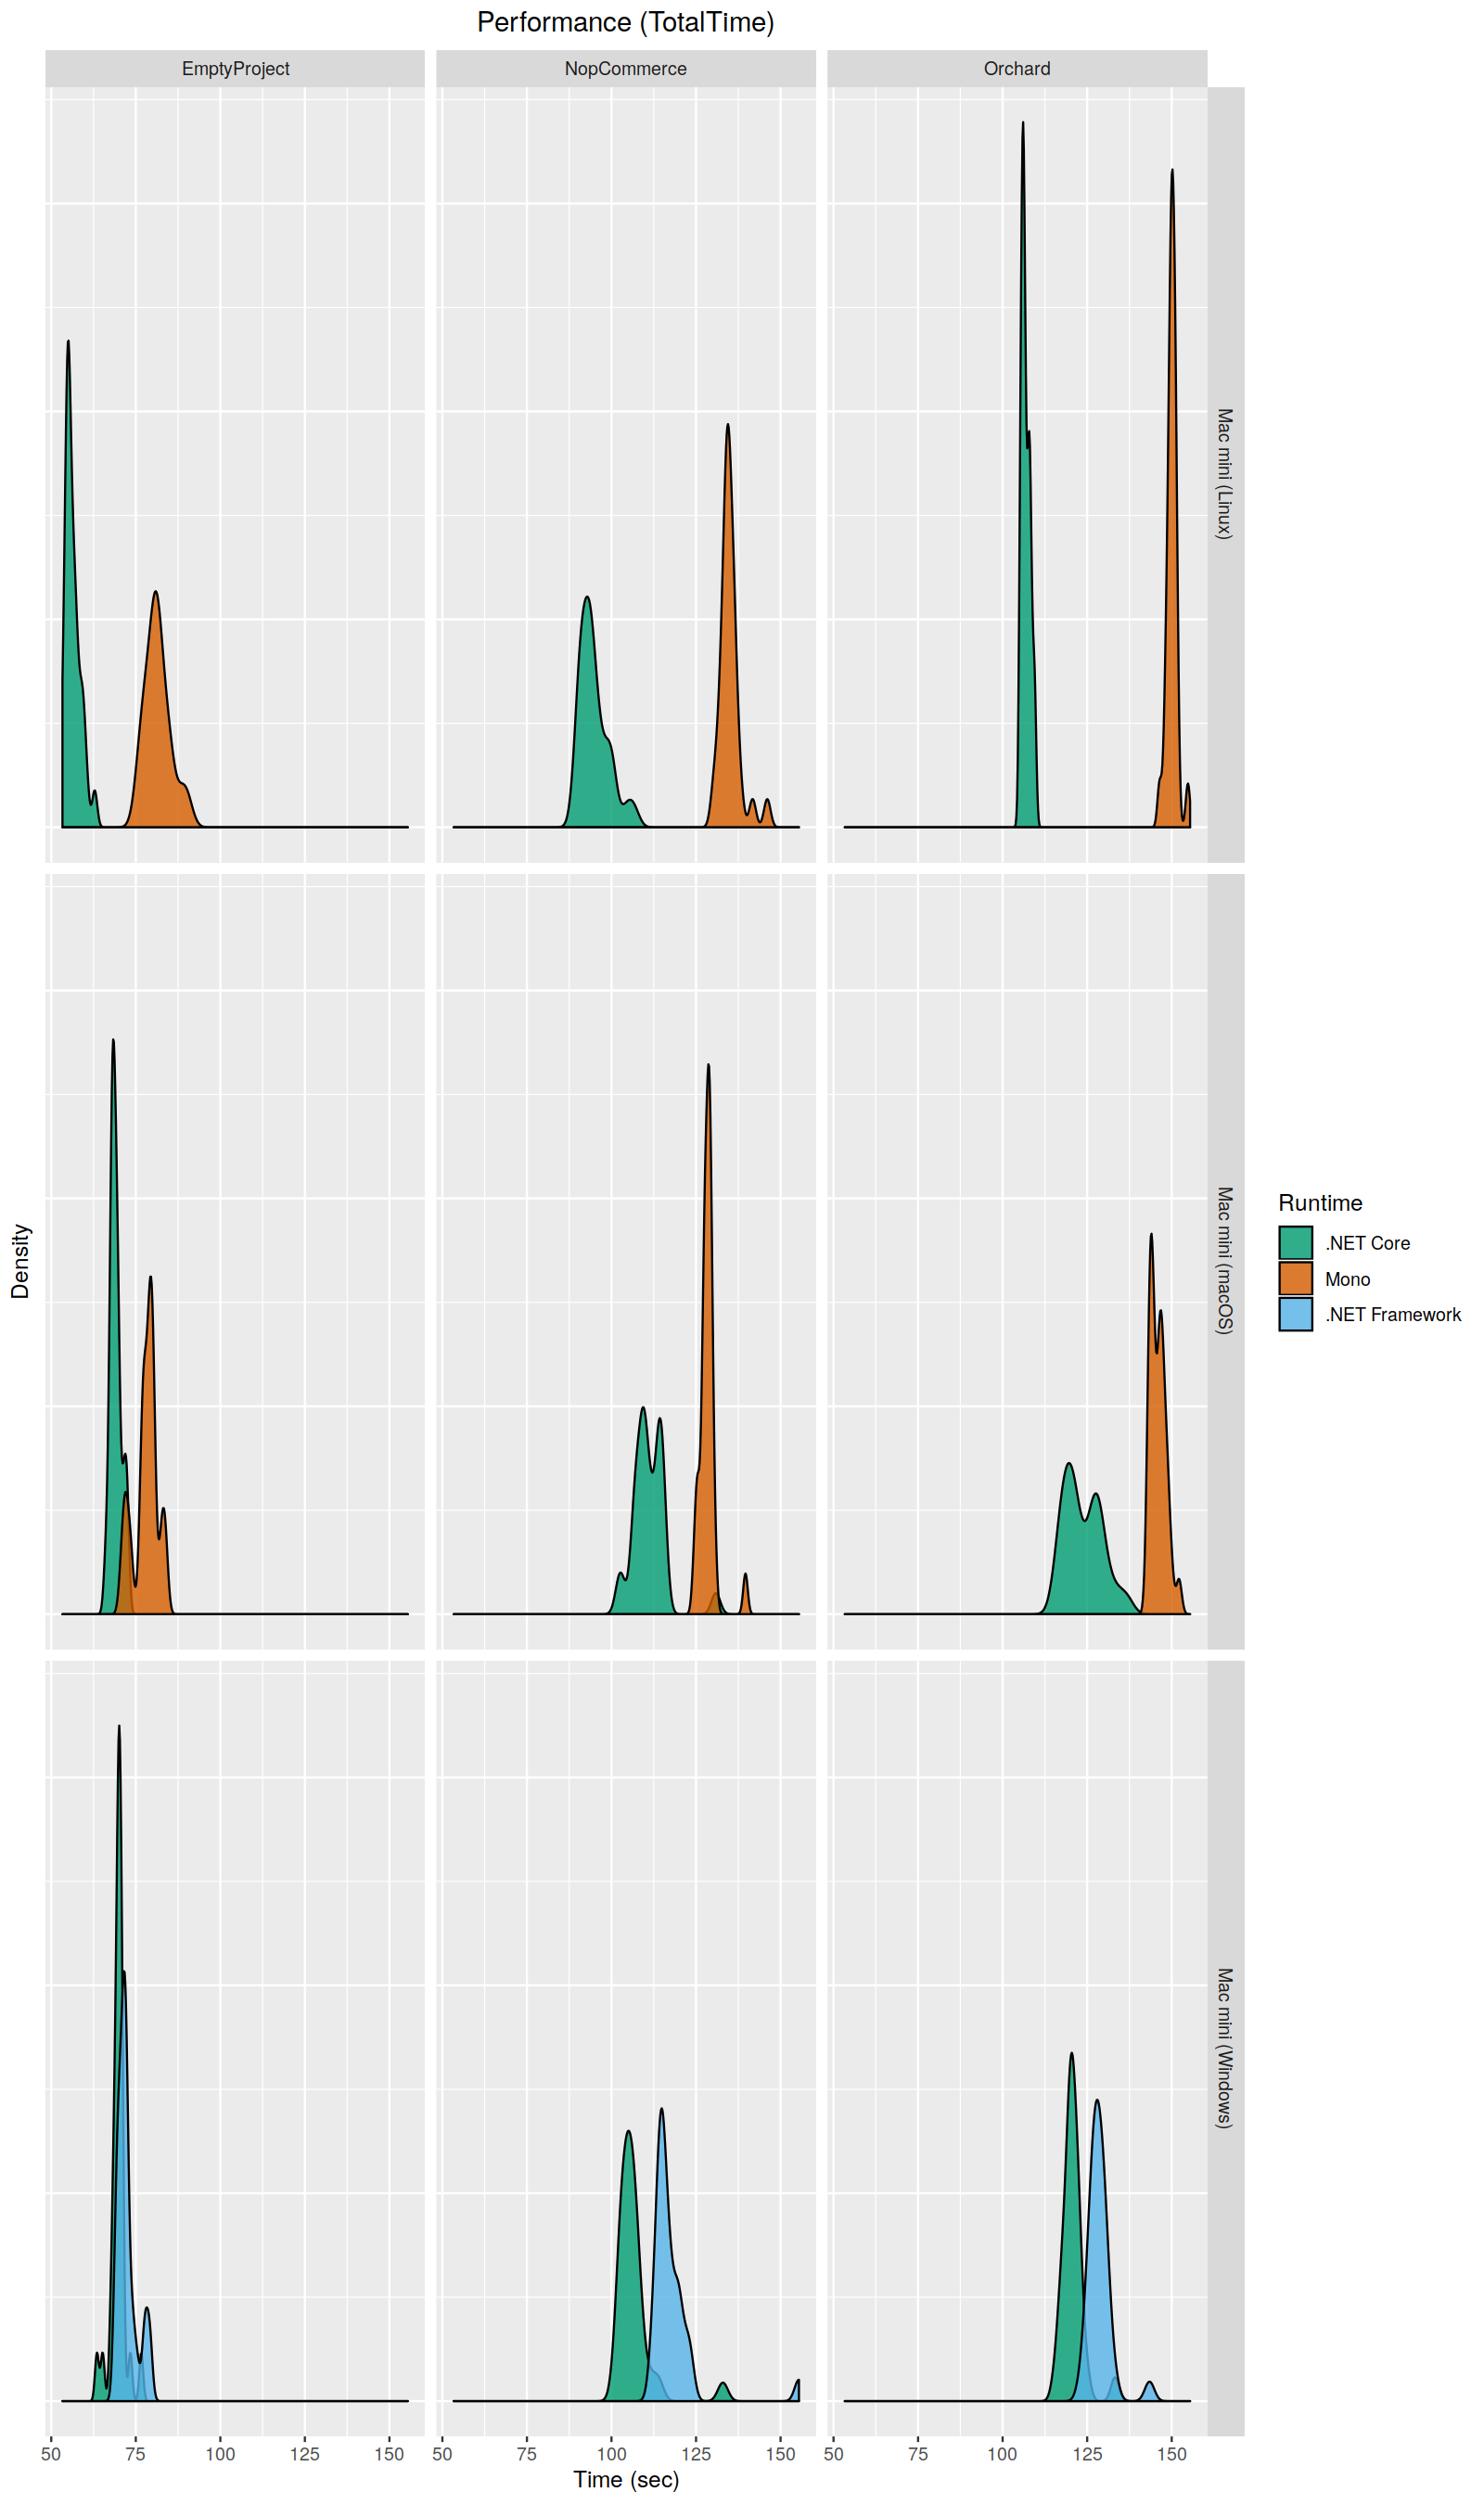 Performance (TotalTime)
EmptyProject
NopCommerce
Orchard
Mac mini (Linux)
Mac mini (macOS)
Mac mini (Windows)
Density
Runtime
.NET Core
Mono
.NET Framework
50 75 100 125 150
50 75 100 125 150
50 75 100 125 150
Time (sec)